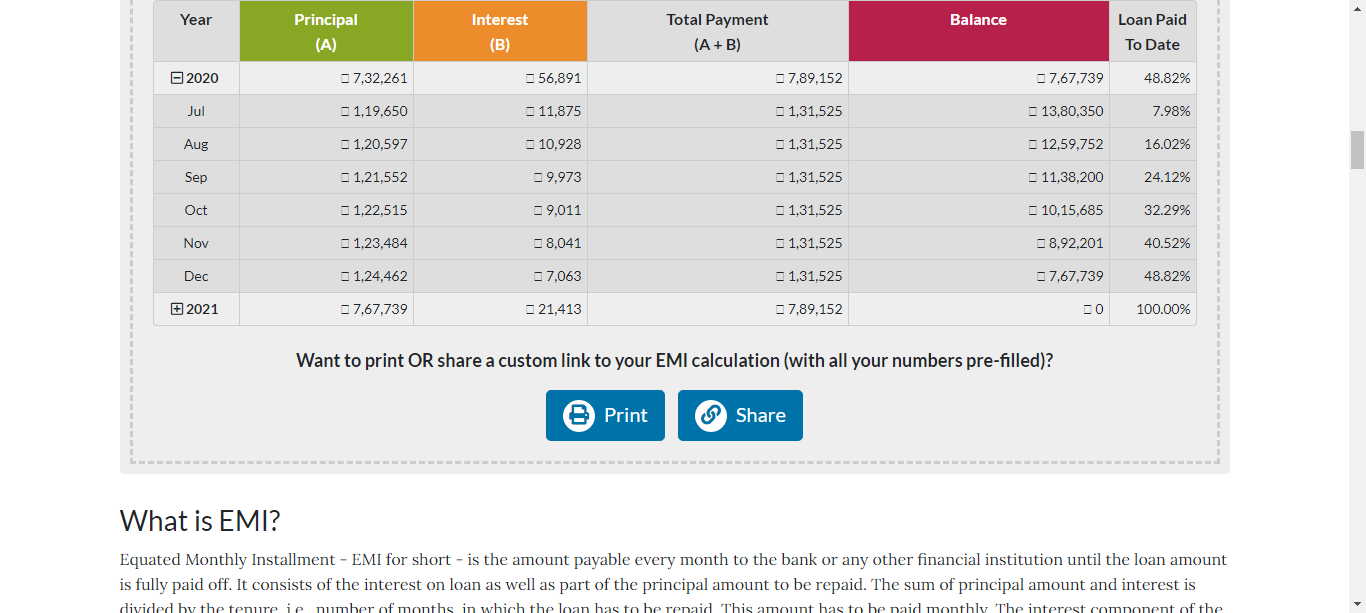 Year Principal (A) Interest (B) Total Payment (A + B) Balance Loan Paid To Date
2020 □ 7,32,261 □ 56,891 □ 7,89,152 □ 7,67,739 48.82%
Jul □ 1,19,650 □ 11,875 □ 1,31,525 □ 13,80,350 7.98%
Aug □ 1,20,597 □ 10,928 □ 1,31,525 □ 12,59,752 16.02%
Sep □ 1,21,552 □ 9,973 □ 1,31,525 □ 11,38,200 24.12%
Oct □ 1,22,515 □ 9,011 □ 1,31,525 □ 10,15,685 32.29%
Nov □ 1,23,484 □ 8,041 □ 1,31,525 □ 8,92,201 40.52%
Dec □ 1,24,462 □ 7,063 □ 1,31,525 □ 7,67,739 48.82%
2021 □ 7,67,739 □ 21,413 □ 7,89,152 □ 0 100.00%
Want to print OR share a custom link to your EMI calculation (with all your numbers pre-filled)?
Print Share
What is EMI?
Equated Monthly Installment - EMI for short - is the amount payable every month to the bank or any other financial institution until the loan amount
is fully paid off. It consists of the interest on loan as well as part of the principal amount to be repaid. The sum of principal amount and interest is
divided by the tenure, i.e., number of months, in which the loan has to be repaid. This amount has to be paid monthly. The interest component of the